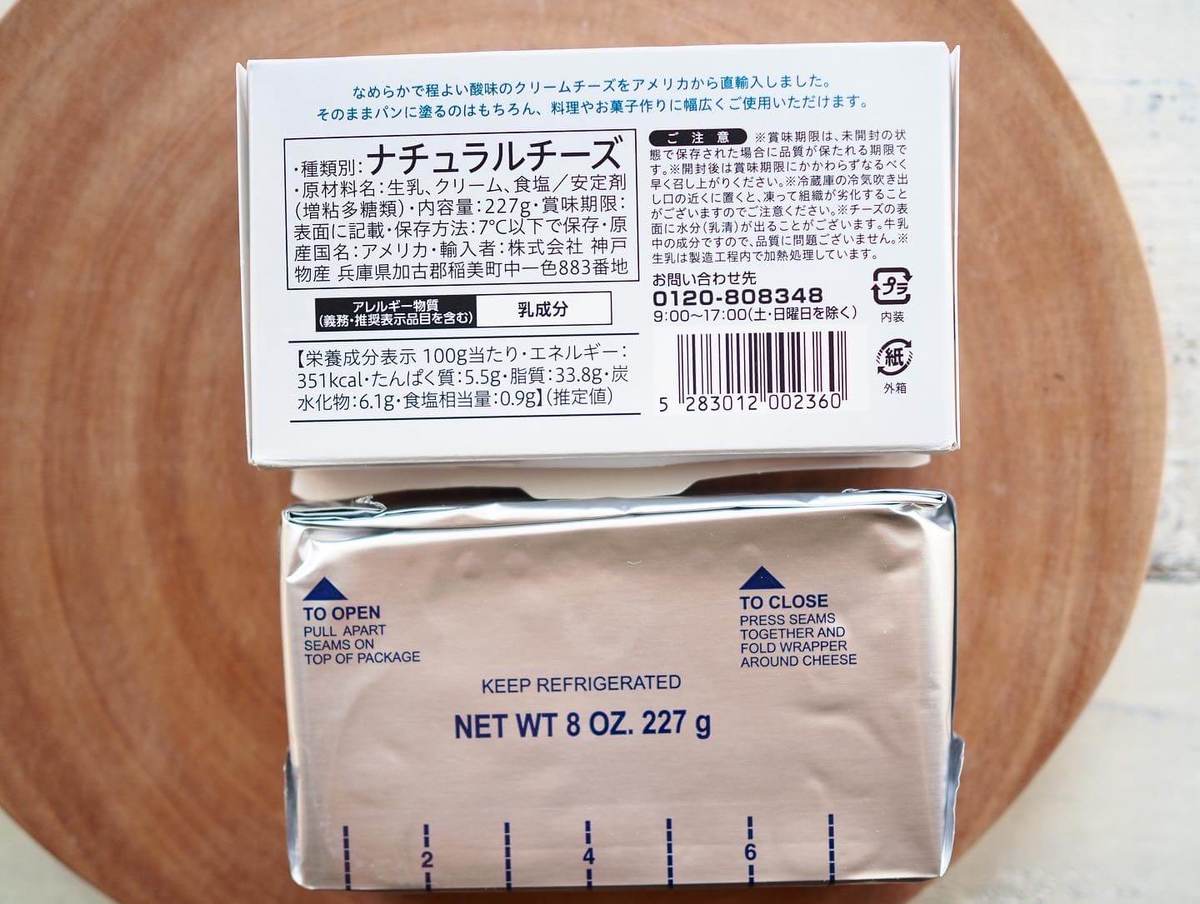 なめらかで程よい酸味のクリームチーズをアメリカから直輸入しました。
そのままパンに塗るのはもちろん、料理やお菓子作りに幅広くご使用いただけます。
・種類別:ナチュラルチーズ
・原材料名:生乳、クリーム、食塩/安定剤
(増粘多糖類)・内容量:227g・賞味期限:
表面に記載・保存方法:7℃以下で保存・原
産国名:アメリカ・輸入者:株式会社 神戸
物産 兵庫県加古郡稲美町中一色883番地
アレルギー物質
(義務・推奨表示品目を含む)
乳成分
【栄養成分表示 100g当たり・エネルギー:
351kcal・たんぱく質:5.5g・脂質:33.8g・炭
水化物:6.1g・食塩相当量:0.9g】(推定値)
ご注意 ※賞味期限は、未開封の状
態で保存された場合に品質が保たれる期限で
す。※開封後は賞味期限にかかわらずなるべく
早く召し上がりください。※冷蔵庫の冷気吹き出
し口の近くに置くと、凍って組織が劣化すること
がございますのでご注意ください。※チーズの表
面に水分(乳清)が出ることがございます。牛乳
中の成分ですので、品質に問題ございません。※
生乳は製造工程内で加熱処理しています。
お問い合わせ先
0120-808348
9:00~17:00(土・日曜日を除く)
プラ
内装
紙
外箱
5 283012 002360
TO OPEN
PULL APART
SEAMS ON
TOP OF PACKAGE
TO CLOSE
PRESS SEAMS
TOGETHER AND
FOLD WRAPPER
AROUND CHEESE
KEEP REFRIGERATED
NET WT 8 OZ. 227 g
2
4
6